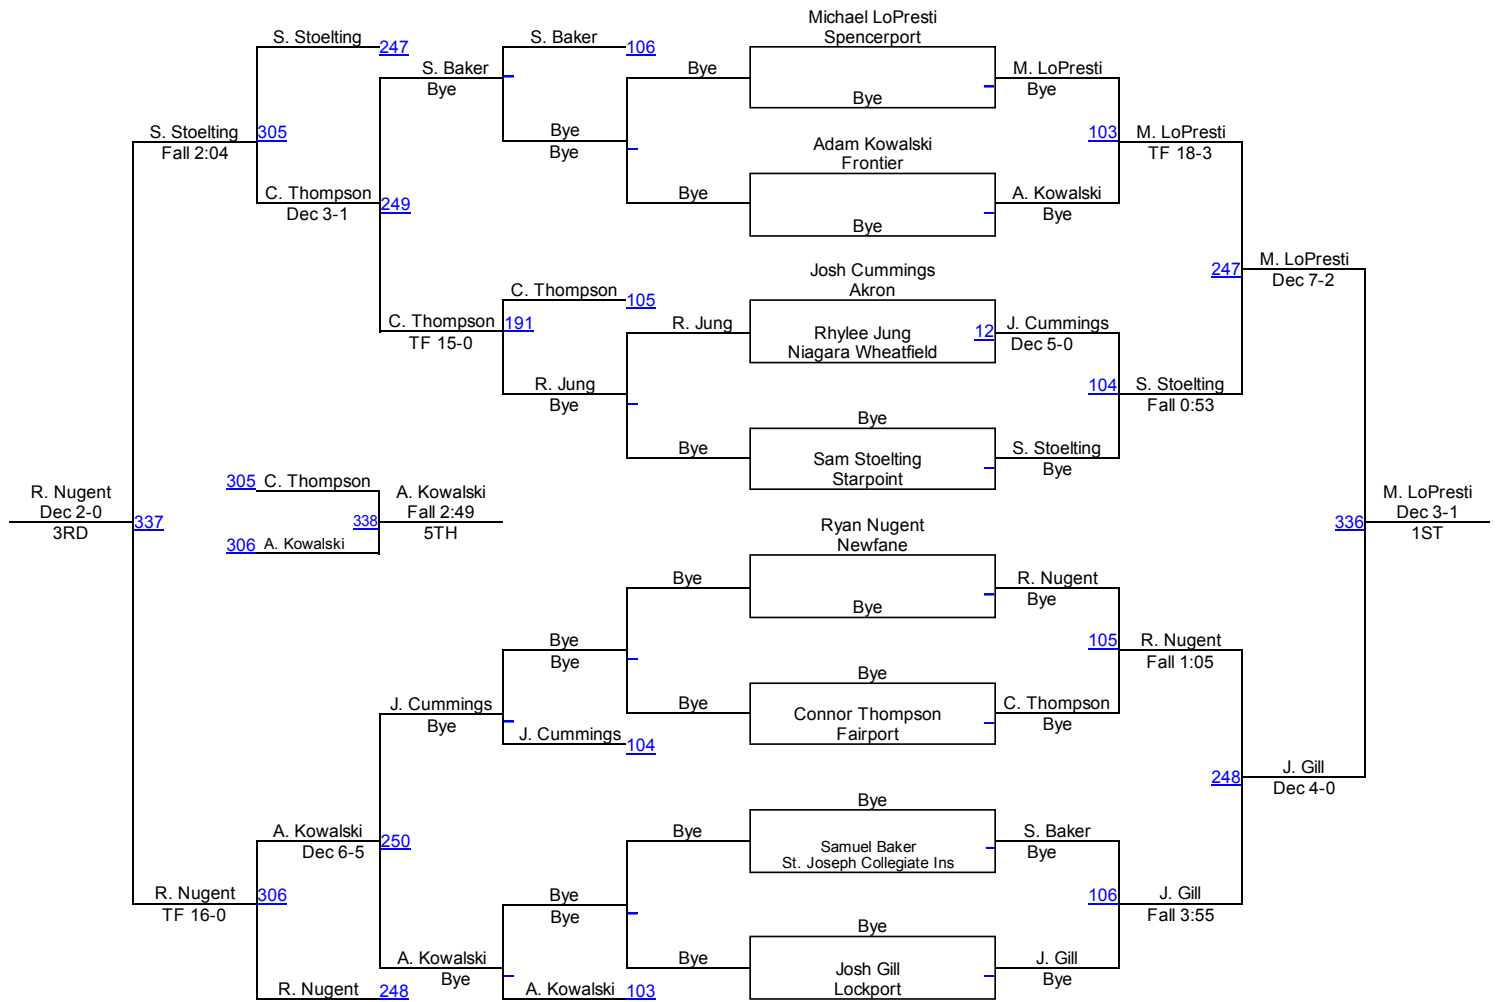 Michael LoPresti
Spencerport
S. Stoelting 247
S. Baker 106
S. Baker
Bye
Bye
M. LoPresti
Bye
Bye
S. Stoelting 305
Fall 2:04
Bye
Bye
Adam Kowalski
Frontier
103 M. LoPresti
TF 18-3
C. Thompson
Dec 3-1
249
Bye
A. Kowalski
Bye
Bye
Josh Cummings
Akron
247 M. LoPresti
Dec 7-2
C. Thompson 105
C. Thompson 191
TF 15-0
R. Jung
Rhylee Jung
Niagara Wheatfield
12 J. Cummings
Dec 5-0
R. Jung
Bye
104 S. Stoelting
Fall 0:53
Bye
Bye
Sam Stoelting
Starpoint
S. Stoelting
Bye
R. Nugent
Dec 2-0
3RD
337
305 C. Thompson
338
306 A. Kowalski
A. Kowalski
Fall 2:49
5TH
336
M. LoPresti
Dec 3-1
1ST
Ryan Nugent
Newfane
Bye
Bye
R. Nugent
Bye
Bye
Bye
105 R. Nugent
Fall 1:05
J. Cummings
Bye
J. Cummings 104
Bye
Bye
Connor Thompson
Fairport
C. Thompson
Bye
248 J. Gill
Dec 4-0
Bye
A. Kowalski
Dec 6-5
250
Bye
Samuel Baker
St. Joseph Collegiate Ins
S. Baker
Bye
R. Nugent 306
TF 16-0
Bye
Bye
106 J. Gill
Fall 3:55
Bye
A. Kowalski
Bye
Bye
Josh Gill
Lockport
J. Gill
Bye
R. Nugent 248
A. Kowalski 103